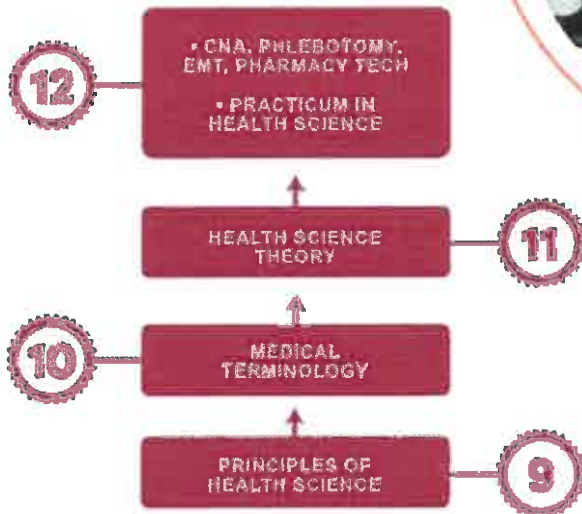 12
• CNA, PHLEBOTOMY,
EMT, PHARMACY TECH
• PRACTICUM IN
HEALTH SCIENCE
HEALTH SCIENCE
THEORY
11
10
MEDICAL
TERMINOLOGY
PRINCIPLES OF
HEALTH SCIENCE
9